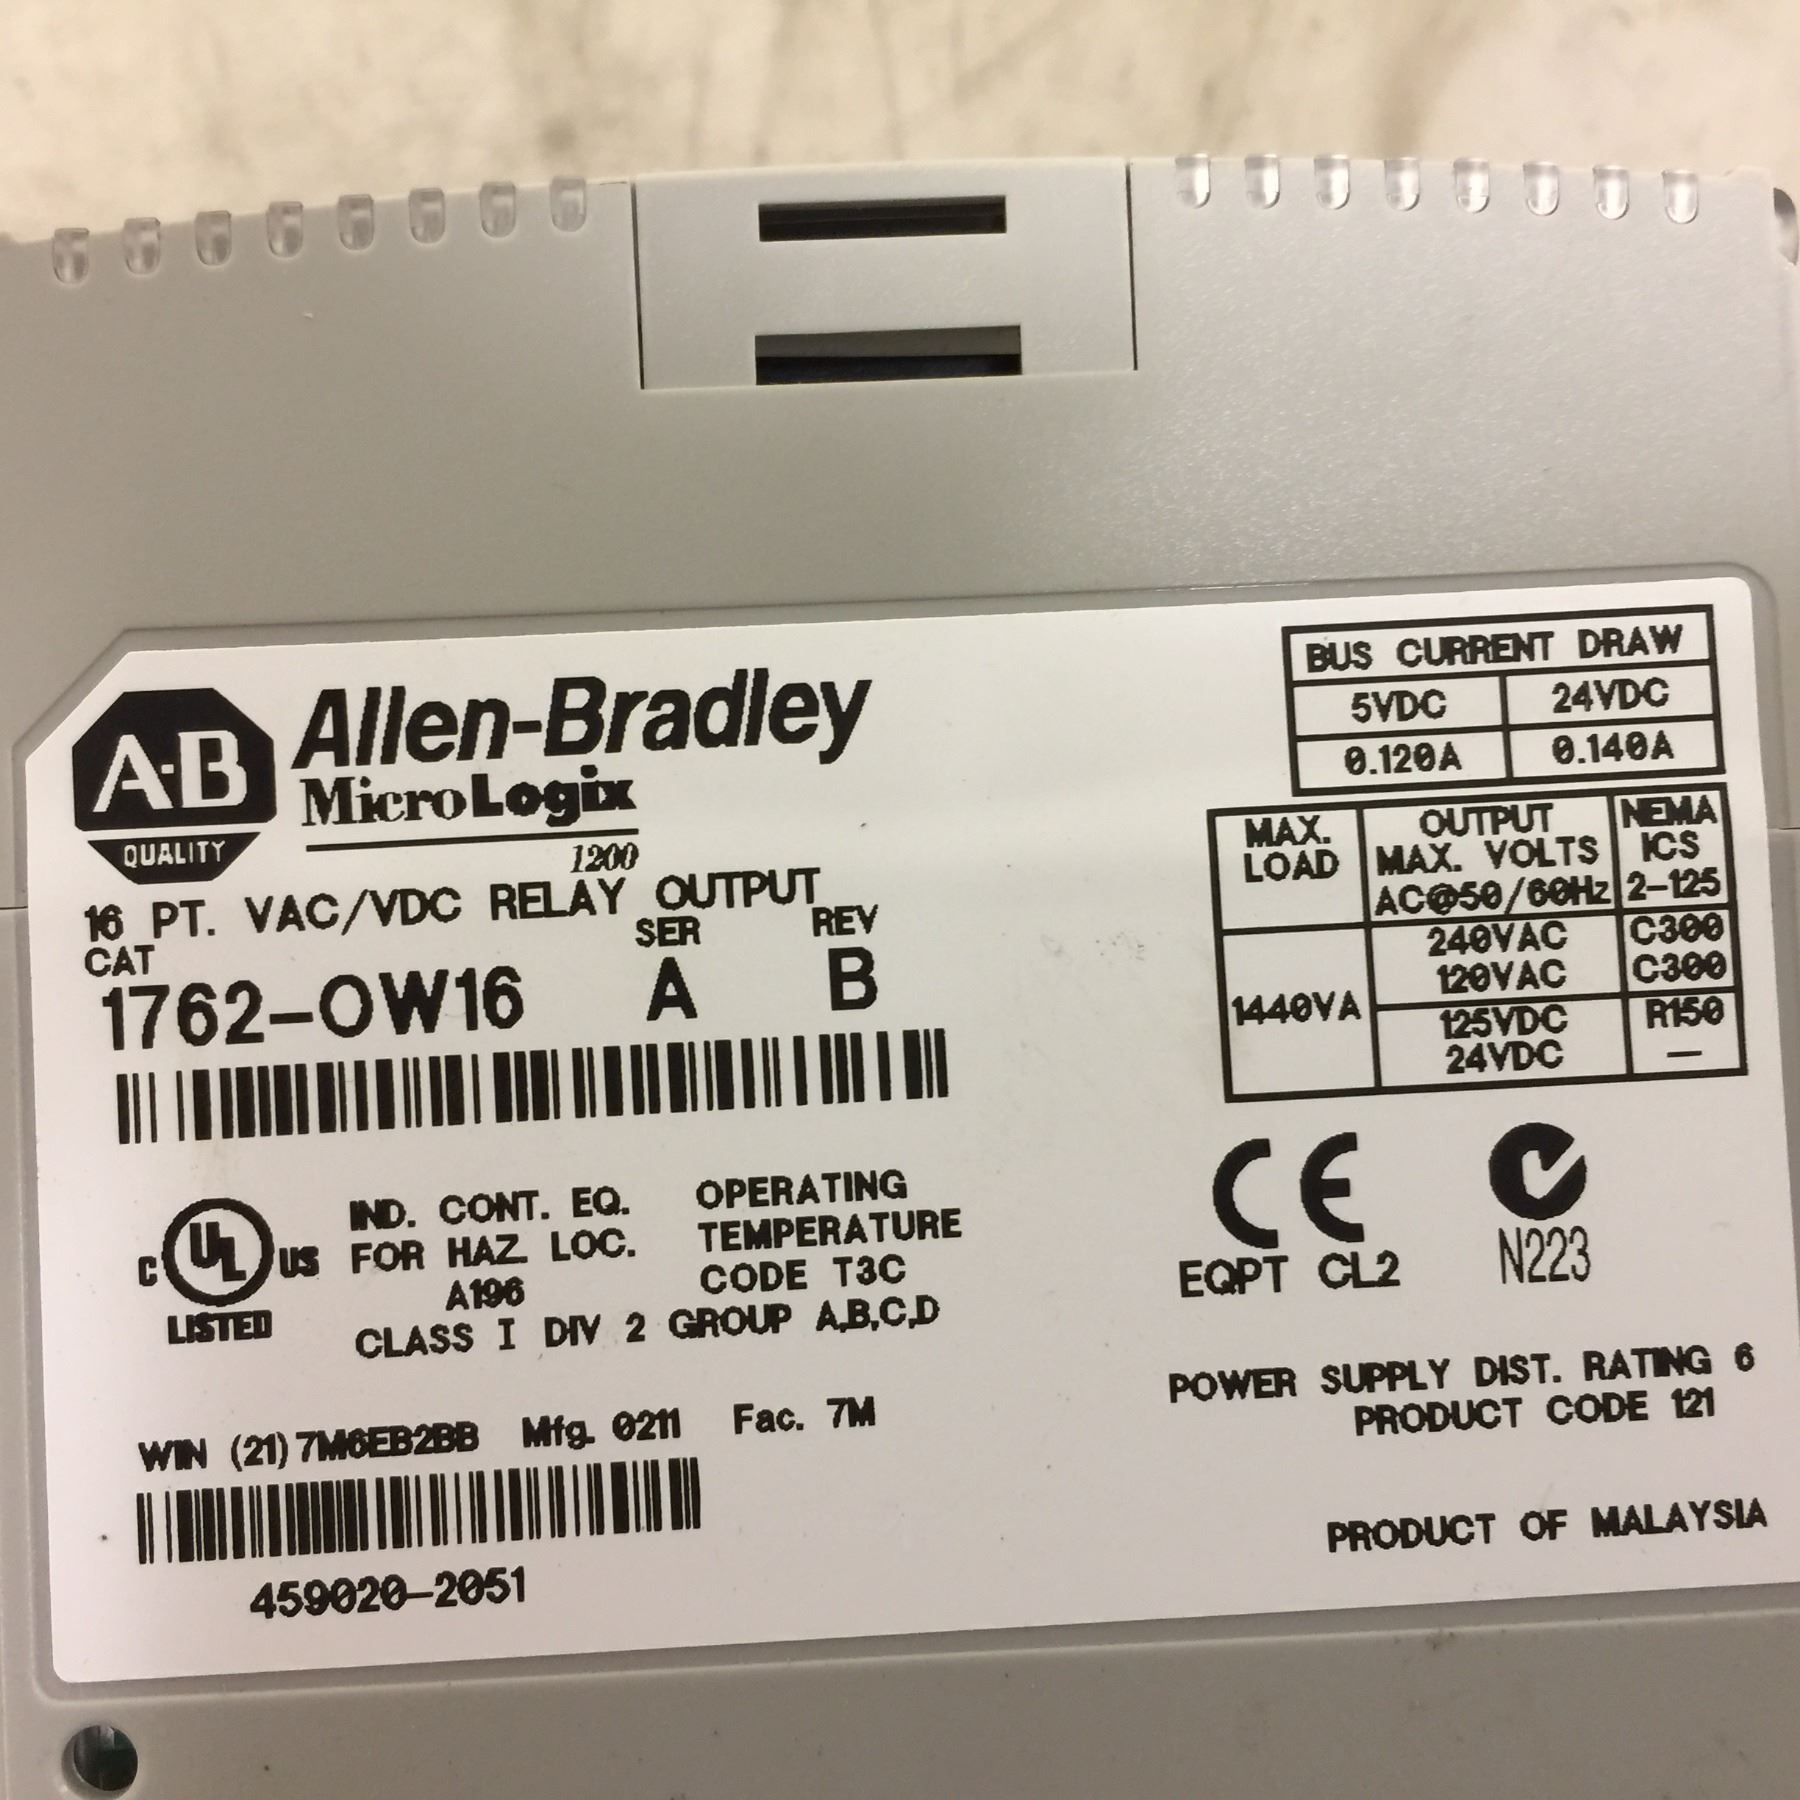 A-B
QUALITY
Allen-Bradley
MicroLogix
1200
16 PT. VAC/VDC RELAY OUTPUT
CAT SER REV
1762-OW16 A B
BUS CURRENT DRAW
5VDC 24VDC
0.120A 0.140A
MAX. LOAD
OUTPUT MAX. VOLTS AC@50/60Hz
NEMA ICS 2-125
1440VA
240VAC C300
120VAC C300
125VDC R150
24VDC —
C UL US
LISTED
IND. CONT. EQ.
FOR HAZ. LOC.
A196
OPERATING
TEMPERATURE
CODE T3C
CLASS I DIV 2 GROUP A,B,C,D
CE
EQPT CL2
N223
WIN (21) 7M6EB2BB Mfg. 0211 Fac. 7M
459020-2051
POWER SUPPLY DIST. RATING 6
PRODUCT CODE 121
PRODUCT OF MALAYSIA